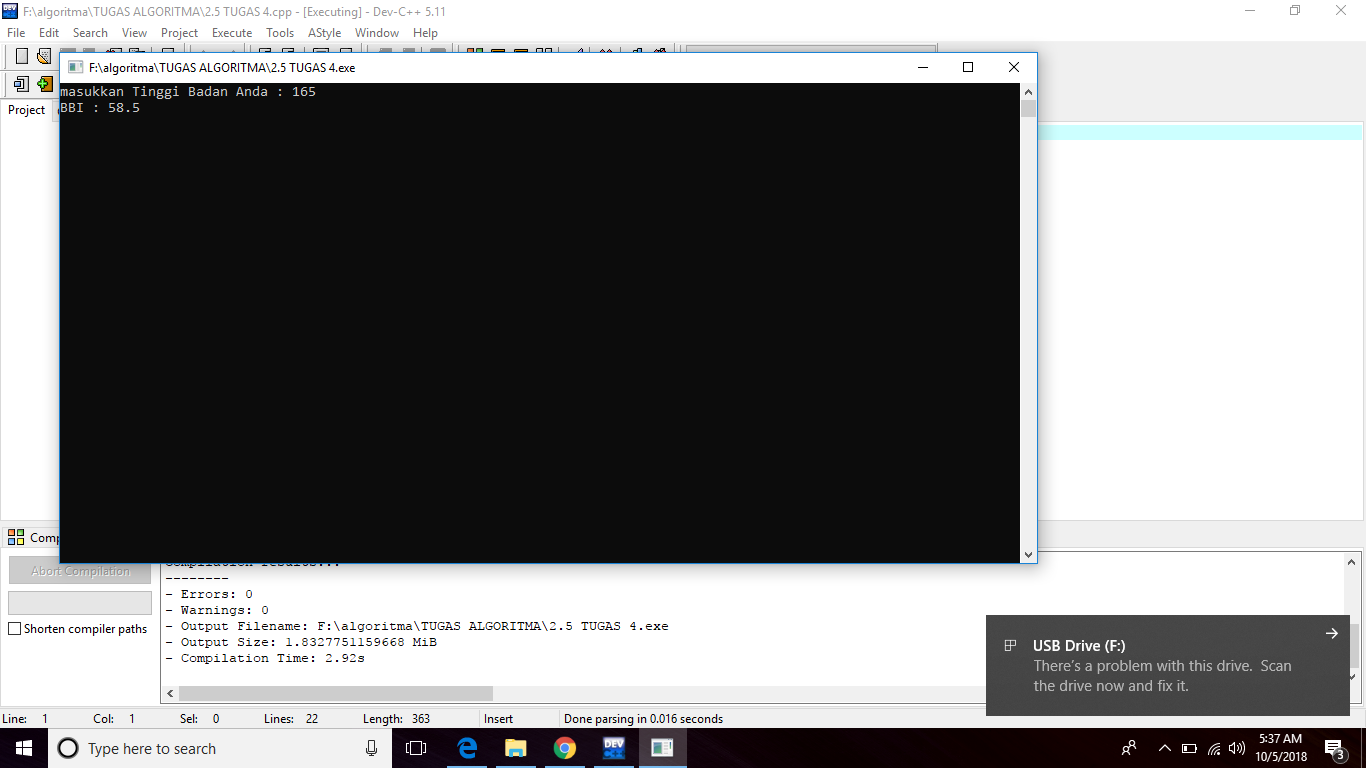 F:\algoritma\TUGAS ALGORITMA\2.5 TUGAS 4.cpp - [Executing] - Dev-C++ 5.11
File Edit Search View Project Execute Tools AStyle Window Help
F:\algoritma\TUGAS ALGORITMA\2.5 TUGAS 4.exe
masukkan Tinggi Badan Anda : 165
BBI : 58.5
Project
Abort Compilation
Shorten compiler paths
Compilation results...
--------
- Errors: 0
- Warnings: 0
- Output Filename: F:\algoritma\TUGAS ALGORITMA\2.5 TUGAS 4.exe
- Output Size: 1.8327751159668 MiB
- Compilation Time: 2.92s
USB Drive (F:)
There's a problem with this drive. Scan
the drive now and fix it.
Line: 1 Col: 1 Sel: 0 Lines: 22 Length: 363 Insert Done parsing in 0.016 seconds
Type here to search
DEV
5:37 AM
10/5/2018
3